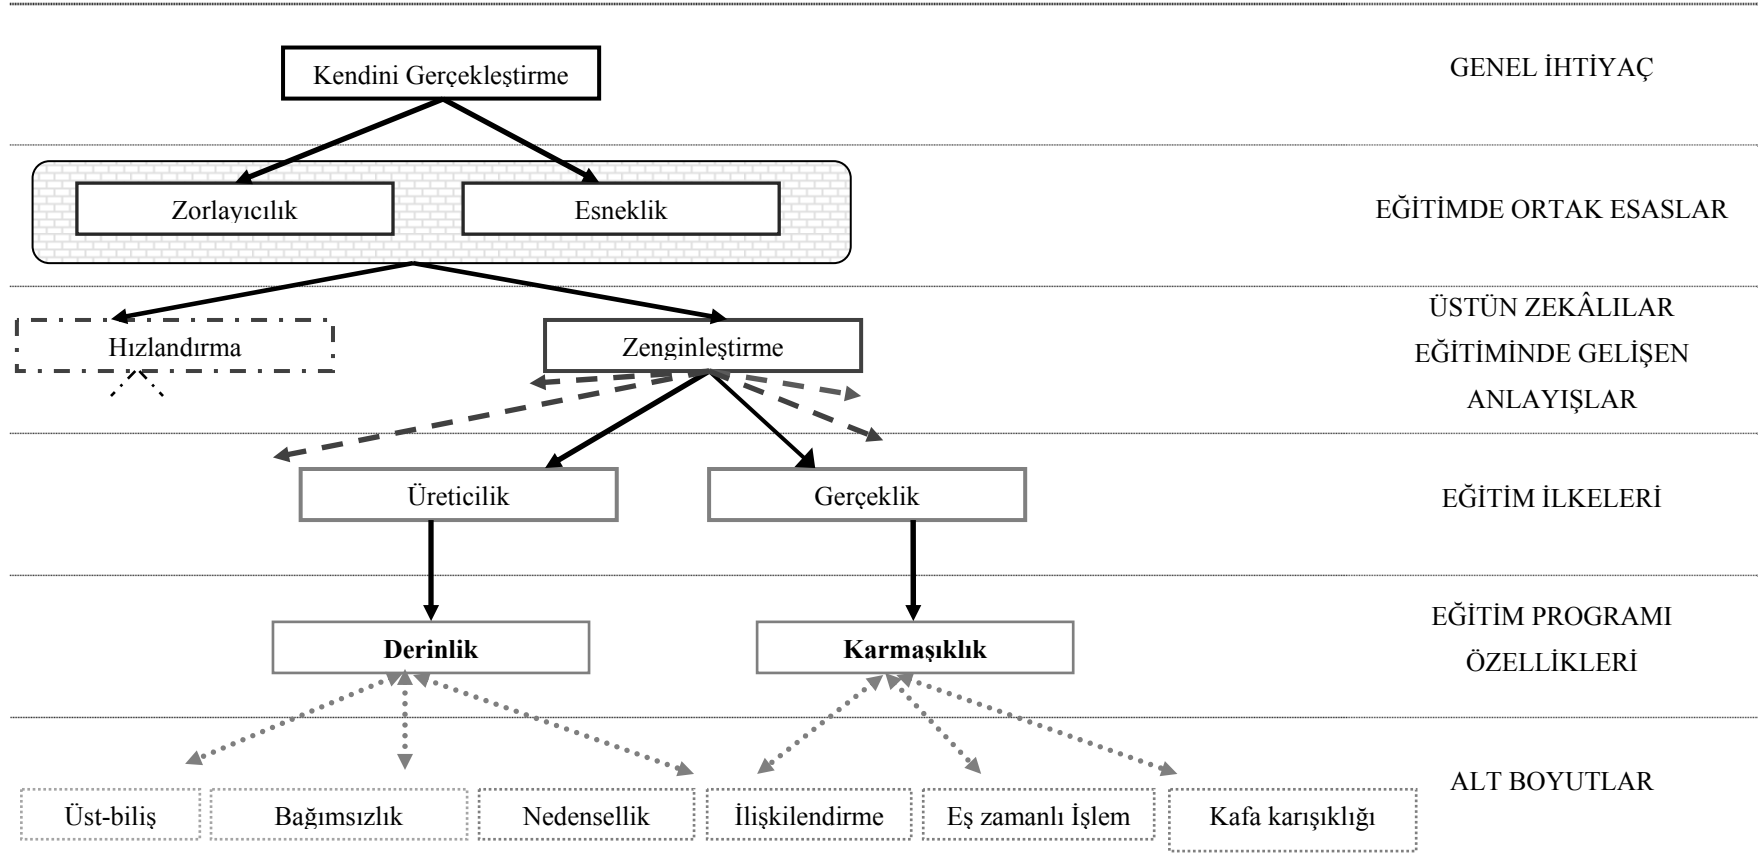 Kendini Gerçekleştirme
GENEL İHTİYAÇ
Zorlayıcılık
Esneklik
EĞİTİMDE ORTAK ESASLAR
Hızlandırma
Zenginleştirme
ÜSTÜN ZEKÂLILAR
EĞİTİMİNDE GELİŞEN
ANLAYIŞLAR
Üreticilik
Gerçeklik
EĞİTİM İLKELERİ
Derinlik
Karmaşıklık
EĞİTİM PROGRAMI
ÖZELLİKLERİ
ALT BOYUTLAR
Üst-biliş
Bağımsızlık
Nedensellik
İlişkilendirme
Eş zamanlı İşlem
Kafa karışıklığı